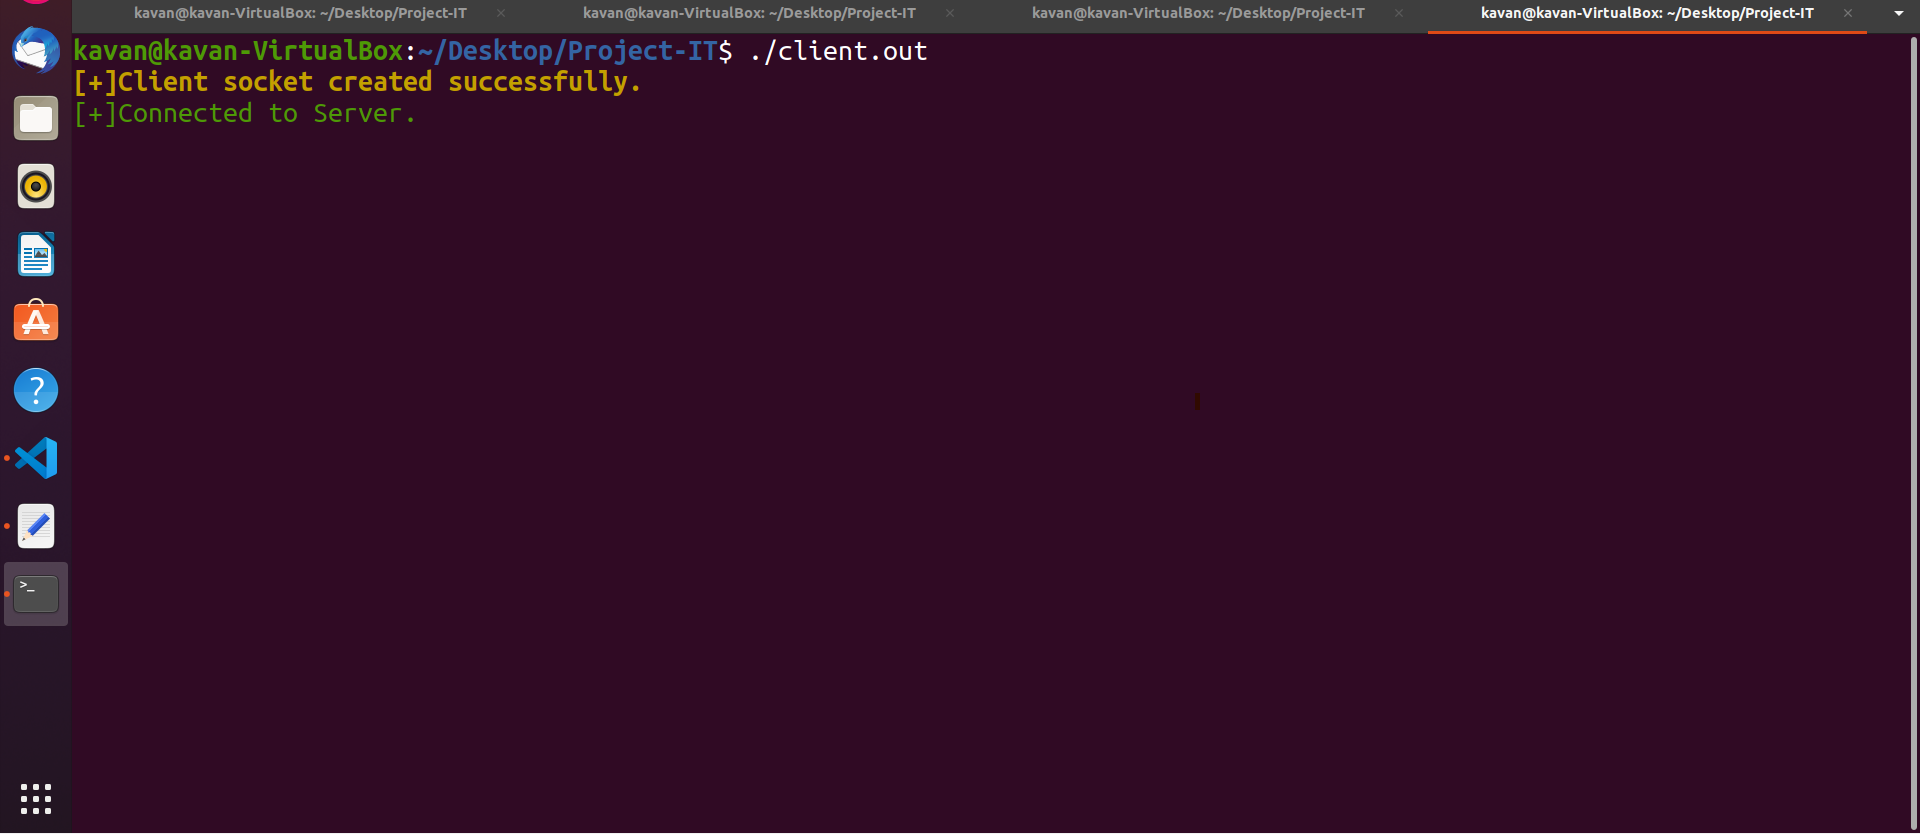 kavan@kavan-VirtualBox: ~/Desktop/Project-IT × kavan@kavan-VirtualBox: ~/Desktop/Project-IT × kavan@kavan-VirtualBox: ~/Desktop/Project-IT × kavan@kavan-VirtualBox: ~/Desktop/Project-IT ×
kavan@kavan-VirtualBox:~/Desktop/Project-IT$ ./client.out
[+]Client socket created successfully.
[+]Connected to Server.
?
>_